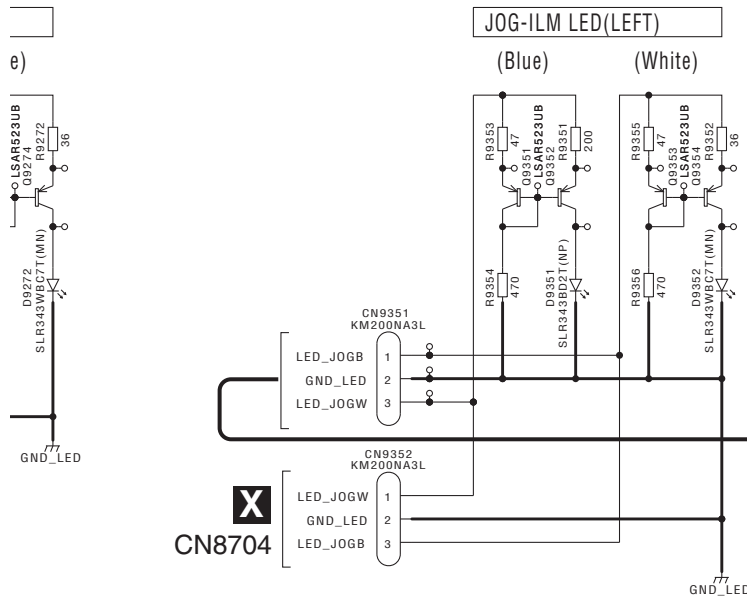 JOG-ILM LED(LEFT)
e)
(Blue)
(White)
R9272
36
LSAR523UB
Q9274
D9272
SLR343WBC7T(MN)
GND_LED
R9353
47
Q9351
LSAR523UB
Q9352
R9351
200
R9355
47
Q9353
LSAR523UB
Q9354
R9352
36
R9354
470
D9351
SLR343BD2T(NP)
R9356
470
D9352
SLR343WBC7T(MN)
CN9351
KM200NA3L
LED_JOGB 1
GND_LED 2
LED_JOGW 3
CN9352
KM200NA3L
X
CN8704
LED_JOGW 1
GND_LED 2
LED_JOGB 3
GND_LED